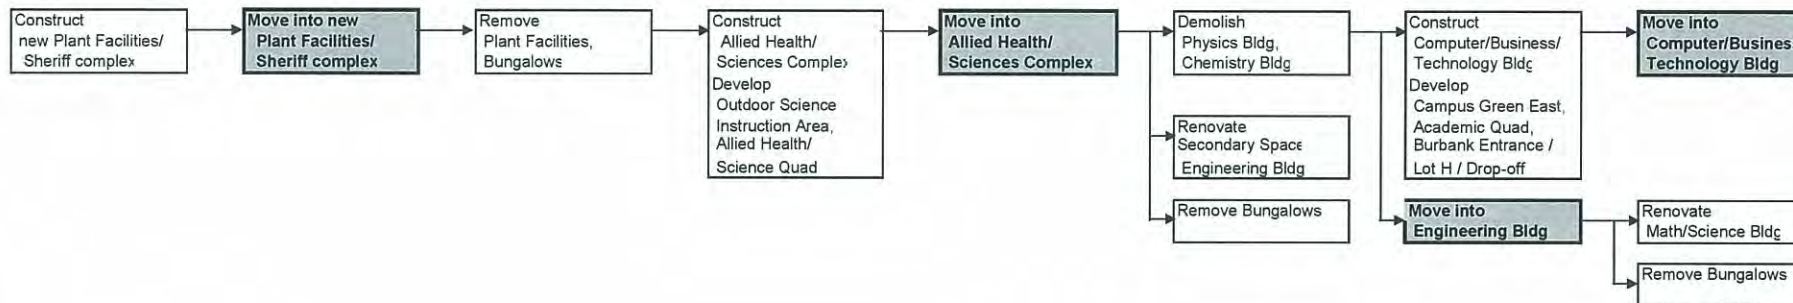 Construct
new Plant Facilities/
Sheriff complex
Move into new
Plant Facilities/
Sheriff complex
Remove
Plant Facilities,
Bungalows
Construct
Allied Health/
Sciences Complex
Develop
Outdoor Science
Instruction Area,
Allied Health/
Science Quad
Move into
Allied Health/
Sciences Complex
Demolish
Physics Bldg,
Chemistry Bldg
Renovate
Secondary Space
Engineering Bldg
Remove Bungalows
Construct
Computer/Business/
Technology Bldg
Develop
Campus Green East,
Academic Quad,
Burbank Entrance /
Lot H / Drop-off
Move into
Engineering Bldg
Move into
Computer/Busines
Technology Bldg
Renovate
Math/Science Bldg
Remove Bungalows